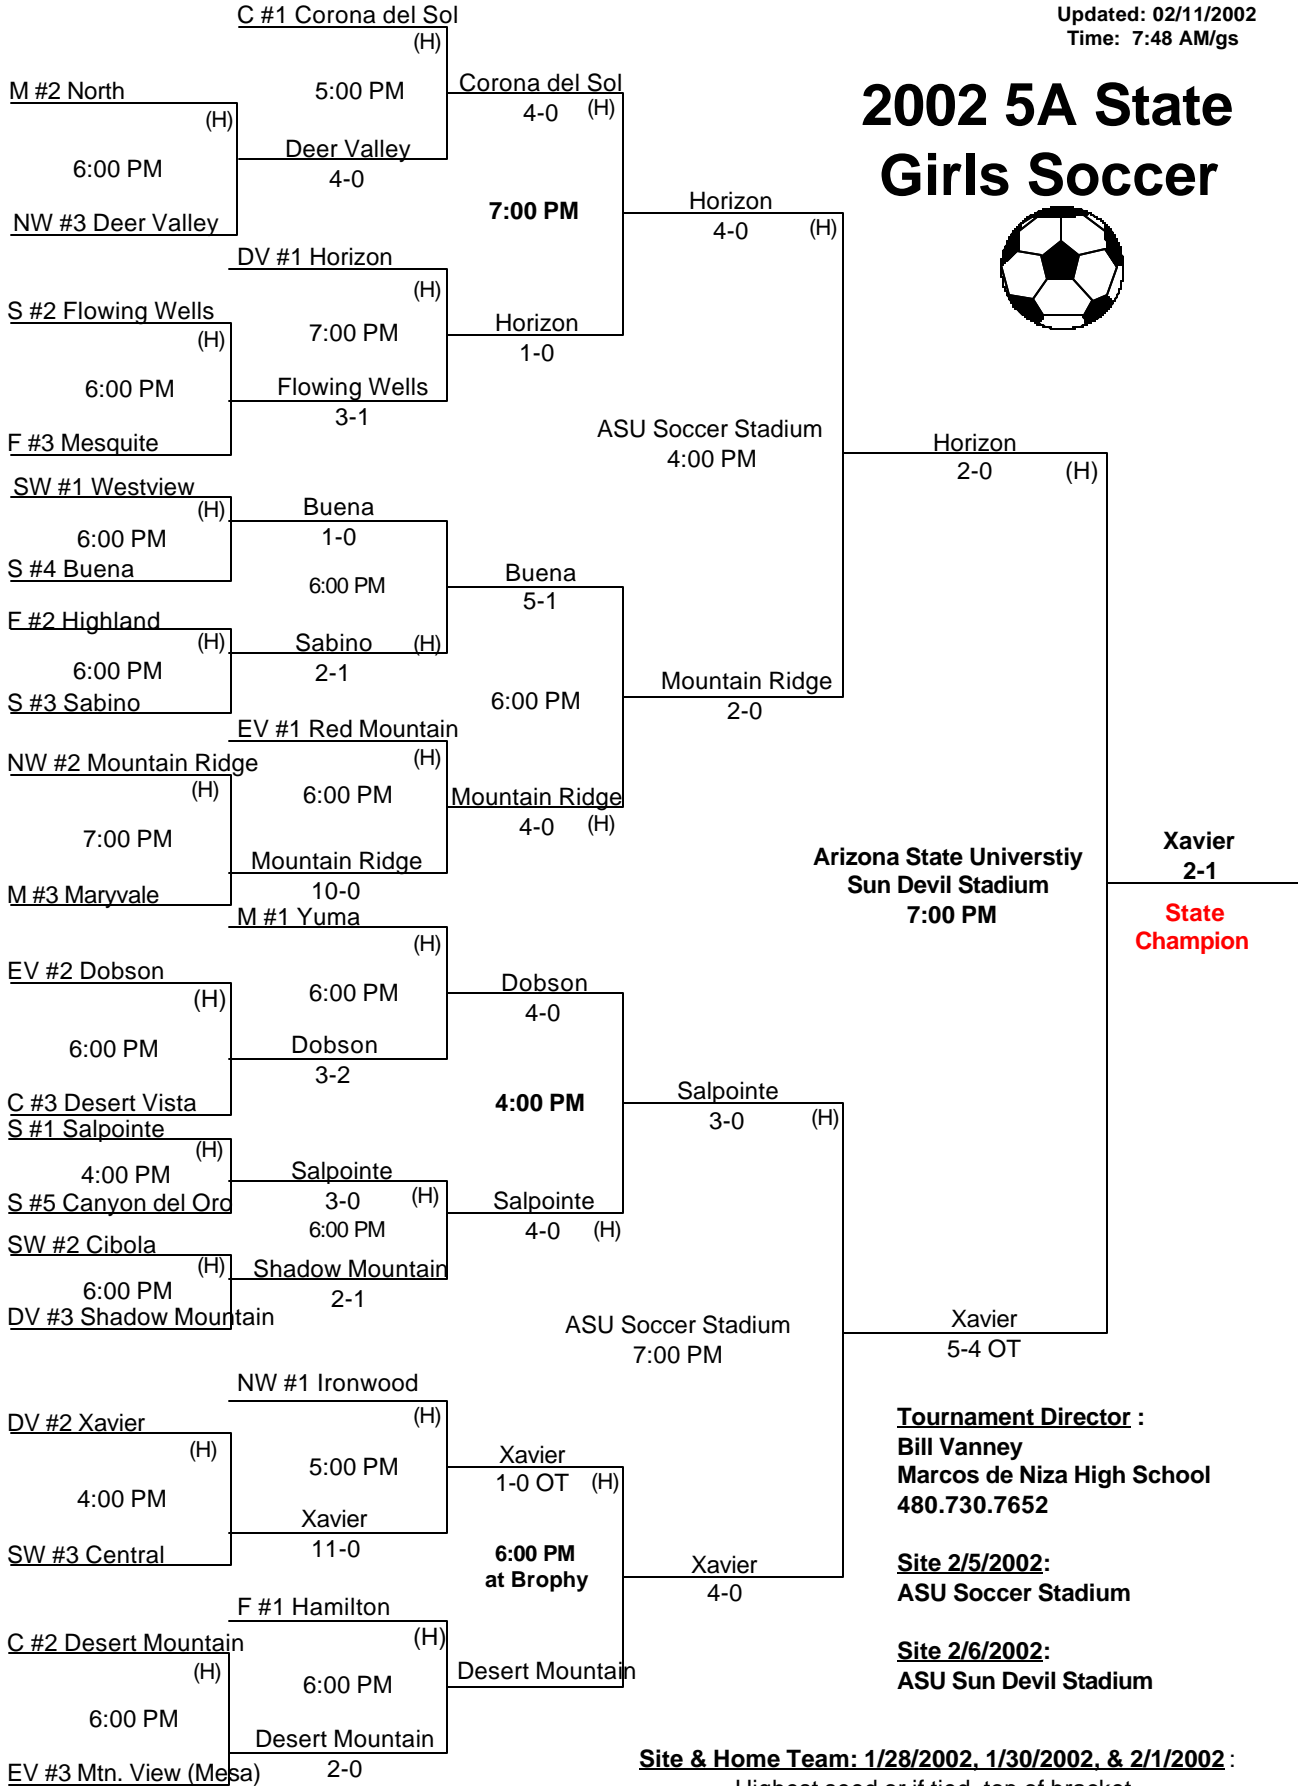 Updated: 02/11/2002
Time: 7:48 AM/gs
2002 5A State
Girls Soccer
C #1 Corona del Sol
(H)
5:00 PM
M #2 North
(H)
6:00 PM
NW #3 Deer Valley
Deer Valley
4-0
Corona del Sol
4-0 (H)
7:00 PM
DV #1 Horizon
(H)
7:00 PM
S #2 Flowing Wells
(H)
6:00 PM
F #3 Mesquite
Flowing Wells
3-1
Horizon
1-0
Horizon
4-0 (H)
ASU Soccer Stadium
4:00 PM
SW #1 Westview
(H)
6:00 PM
S #4 Buena
Buena
1-0
6:00 PM
F #2 Highland
(H)
6:00 PM
S #3 Sabino
Sabino (H)
2-1
Buena
5-1
6:00 PM
EV #1 Red Mountain
(H)
6:00 PM
NW #2 Mountain Ridge
(H)
7:00 PM
M #3 Maryvale
Mountain Ridge
10-0
Mountain Ridge
4-0 (H)
Mountain Ridge
2-0
Horizon
2-0 (H)
Arizona State Universtiy
Sun Devil Stadium
7:00 PM
Xavier
2-1
State
Champion
M #1 Yuma
(H)
6:00 PM
EV #2 Dobson
(H)
6:00 PM
C #3 Desert Vista
Dobson
3-2
Dobson
4-0
4:00 PM
S #1 Salpointe
(H)
4:00 PM
S #5 Canyon del Oro
Salpointe
3-0 (H)
6:00 PM
SW #2 Cibola
(H)
6:00 PM
DV #3 Shadow Mountain
Shadow Mountain
2-1
Salpointe
4-0 (H)
Salpointe
3-0 (H)
ASU Soccer Stadium
7:00 PM
NW #1 Ironwood
(H)
5:00 PM
DV #2 Xavier
(H)
4:00 PM
SW #3 Central
Xavier
11-0
Xavier
1-0 OT (H)
6:00 PM
at Brophy
F #1 Hamilton
(H)
6:00 PM
C #2 Desert Mountain
(H)
6:00 PM
EV #3 Mtn. View (Mesa)
Desert Mountain
2-0
Desert Mountain
Xavier
4-0
Xavier
5-4 OT
Tournament Director :
Bill Vanney
Marcos de Niza High School
480.730.7652
Site 2/5/2002:
ASU Soccer Stadium
Site 2/6/2002:
ASU Sun Devil Stadium
Site & Home Team: 1/28/2002, 1/30/2002, & 2/1/2002 :
Highest seed or if tied, top of bracket